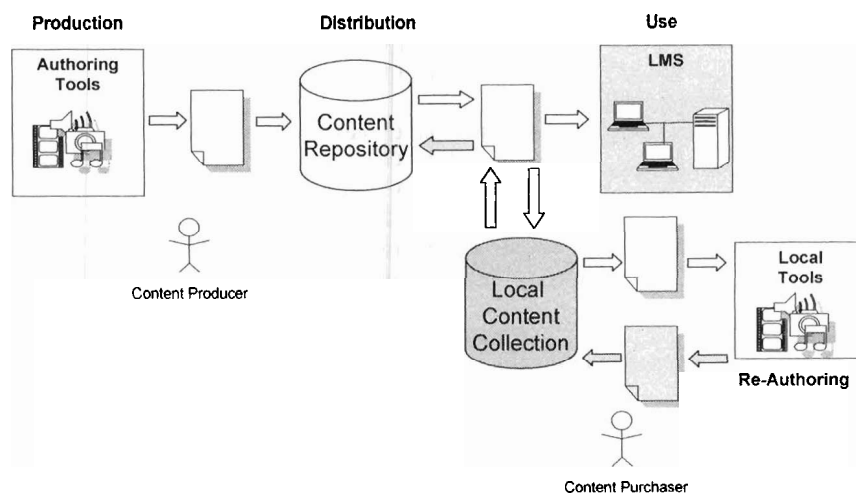 Production
Distribution
Use
Authoring
Tools
Content
Repository
LMS
Content Producer
Local
Content
Collection
Local
Tools
Re-Authoring
Content Purchaser